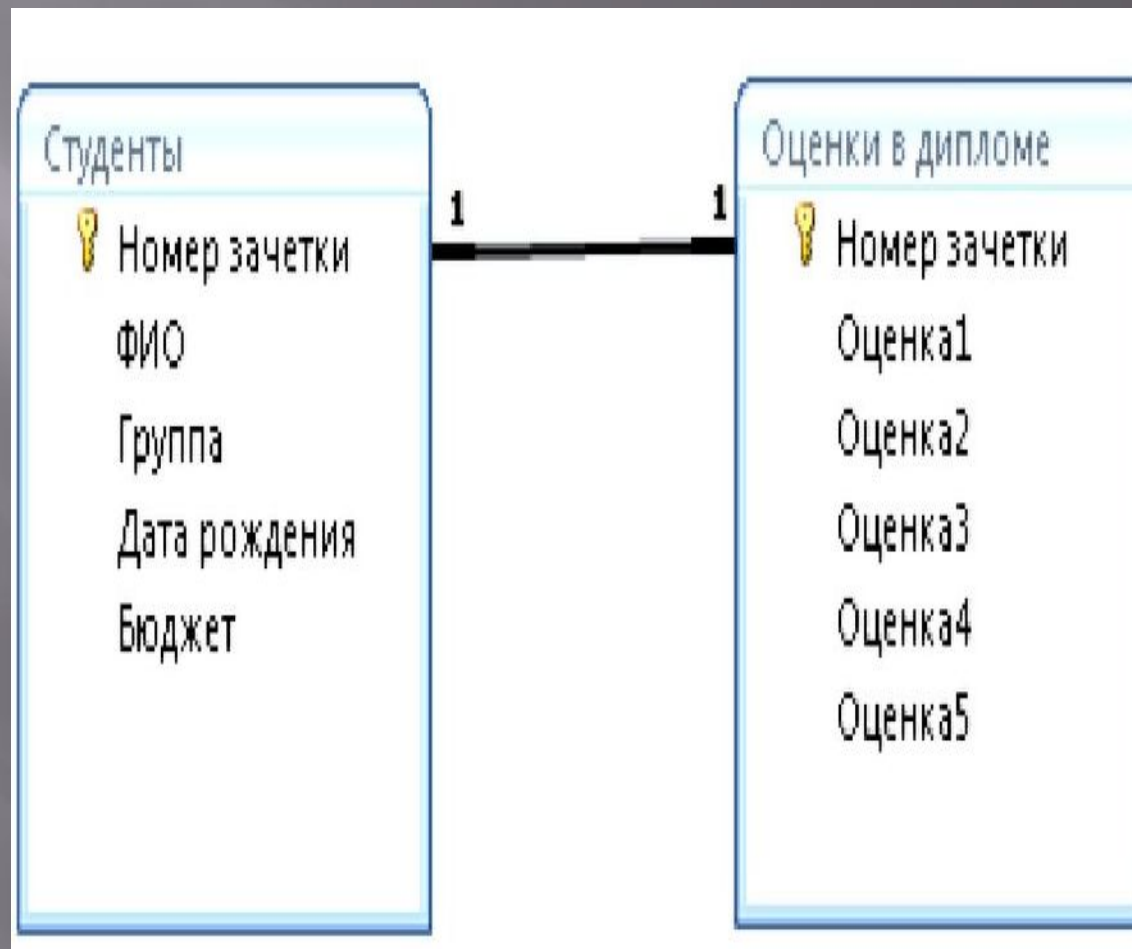 Студенты
Номер зачетки
ФИО
Группа
Дата рождения
Бюджет
1
1
Оценки в дипломе
Номер зачетки
Оценка1
Оценка2
Оценка3
Оценка4
Оценка5